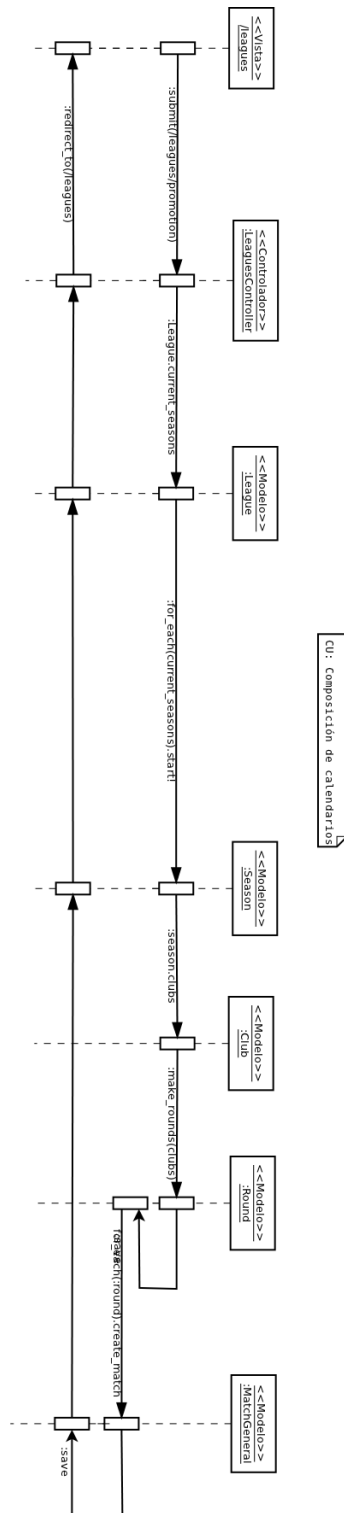 CU: Composición de calendarios
<<Vista>>
/leagues
<<Controlador>>
:LeaguesController
<<Modelo>>
:League
<<Modelo>>
:Season
<<Modelo>>
:Club
<<Modelo>>
:Round
<<Modelo>>
:MatchGeneral
:submit(/leagues/promotion)
:League.current_seasons
:for_each(current_seasons).start!
:season.clubs
:make_rounds(clubs)
:round).create_match
:save
:redirect_to(/leagues)